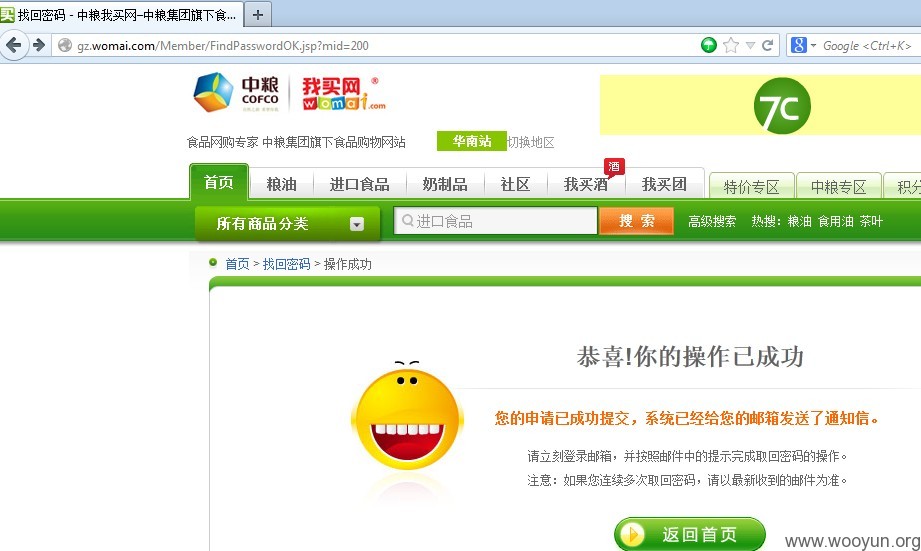 找回密码 - 中粮我买网–中粮集团旗下食...
gz.womai.com/Member/FindPasswordOK.jsp?mid=200
Google <Ctrl+K>
中粮
COFCO
我买网®
womai.com
7C
食品网购专家 中粮集团旗下食品购物网站
华南站 切换地区
酒
首页 粮油 进口食品 奶制品 社区 我买酒 我买团 特价专区 中粮专区 积分
所有商品分类 进口食品 搜 索 高级搜索 热搜：粮油 食用油 茶叶
首页 > 找回密码 > 操作成功
恭喜!你的操作已成功
您的申请已成功提交，系统已经给您的邮箱发送了通知信。
请立刻登录邮箱，并按照邮件中的提示完成取回密码的操作。
注意：如果您连续多次取回密码，请以最新收到的邮件为准。
返回首页
www.wooyun.org